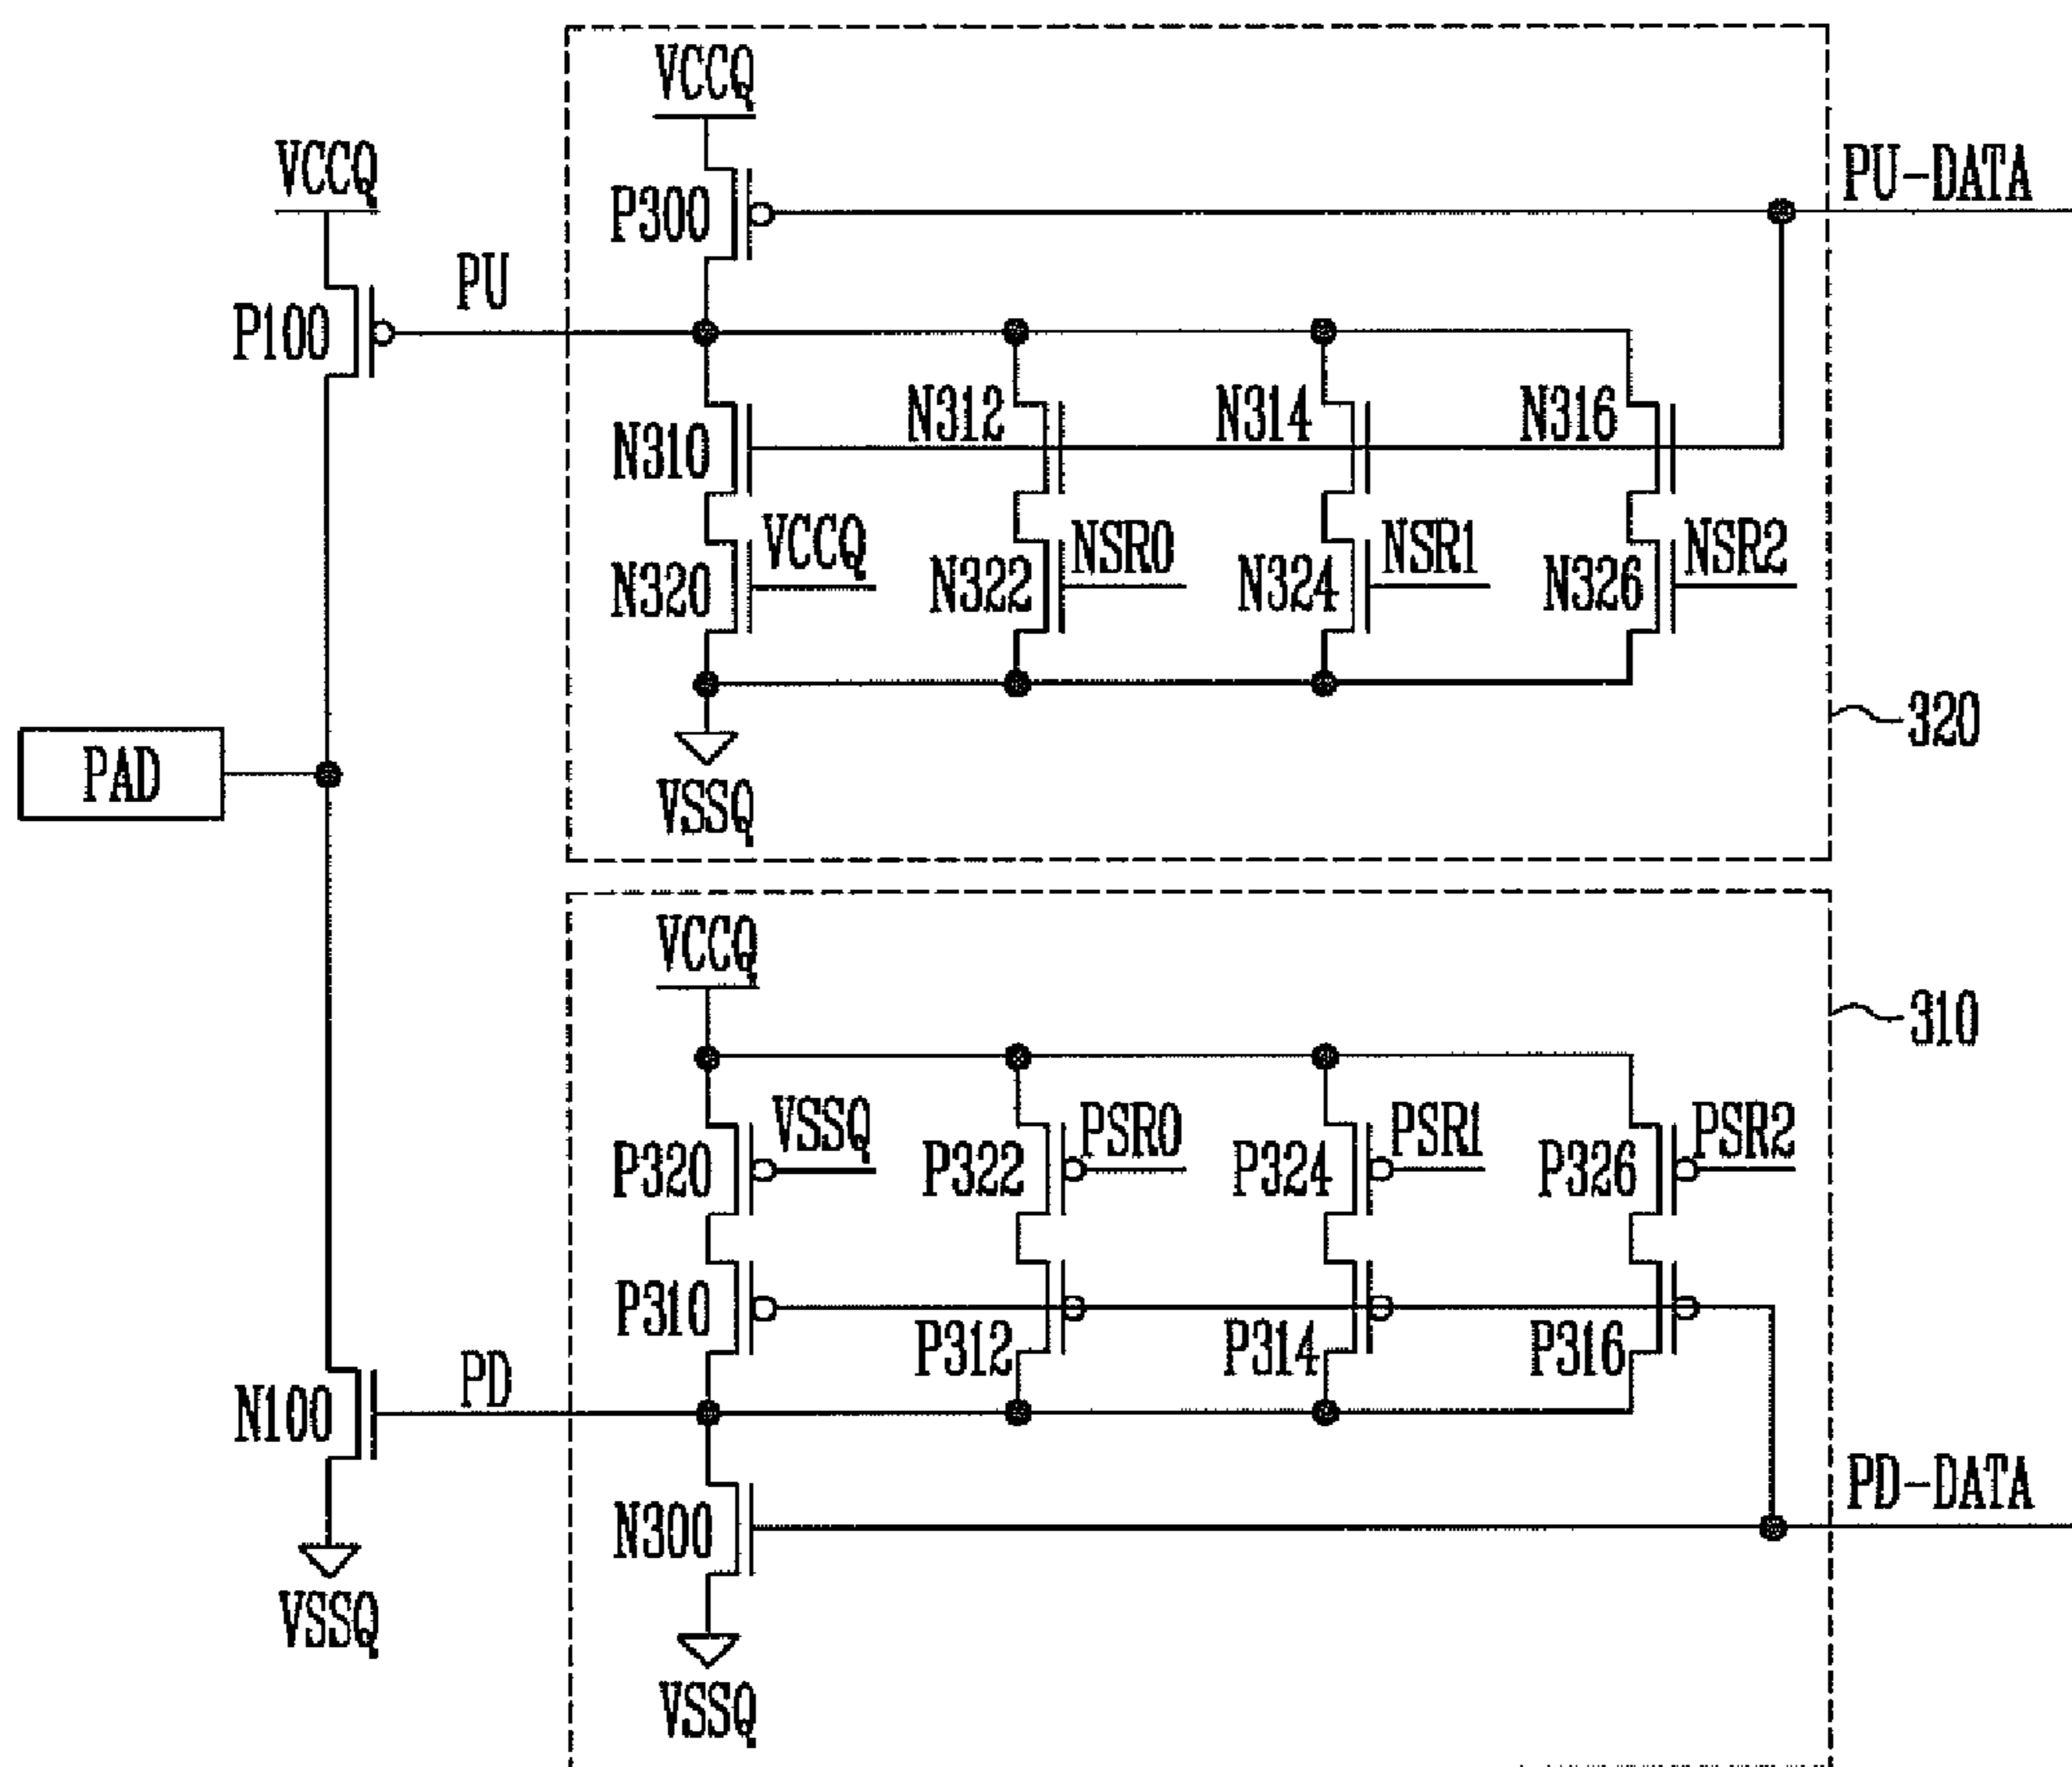 VCCQ
VCCQ
PU-DATA
P300
PU
P100
N312
N314
N316
N310
VCCQ
NSR0
NSR1
NSR2
N320
N322
N324
N326
320
PAD
VSSQ
VCCQ
310
VSSQ
PSR0
PSR1
PSR2
P320
P322
P324
P326
P310
P312
P314
P316
PD
N100
PD-DATA
N300
VSSQ
VSSQ